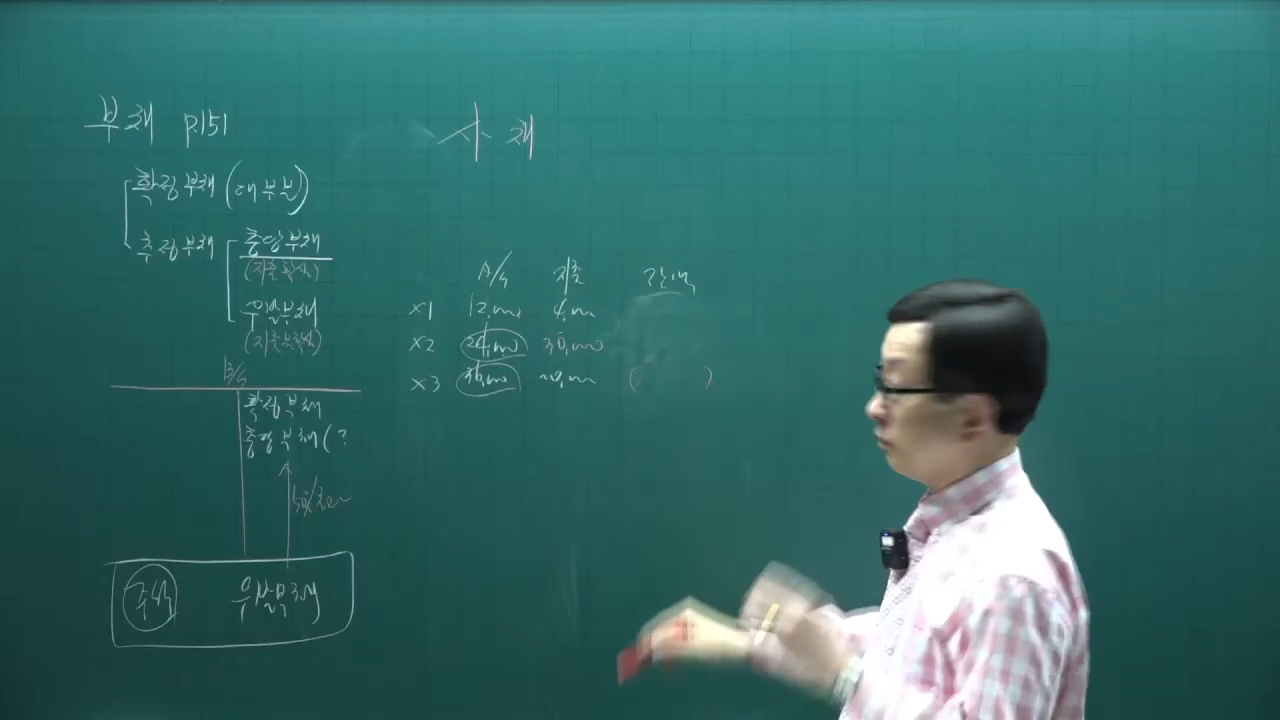 부채 P.151
사채
확정부채 (대부분)
추정부채
충당부채
(지출확실)
우발부채
(지출불확실)
A/S 지출 잔액
X1 12,000 4,000
X2 24,000 30,000
X3 36,000 ( )
B/S
확정부채
충당부채 (?
주석 우발부채